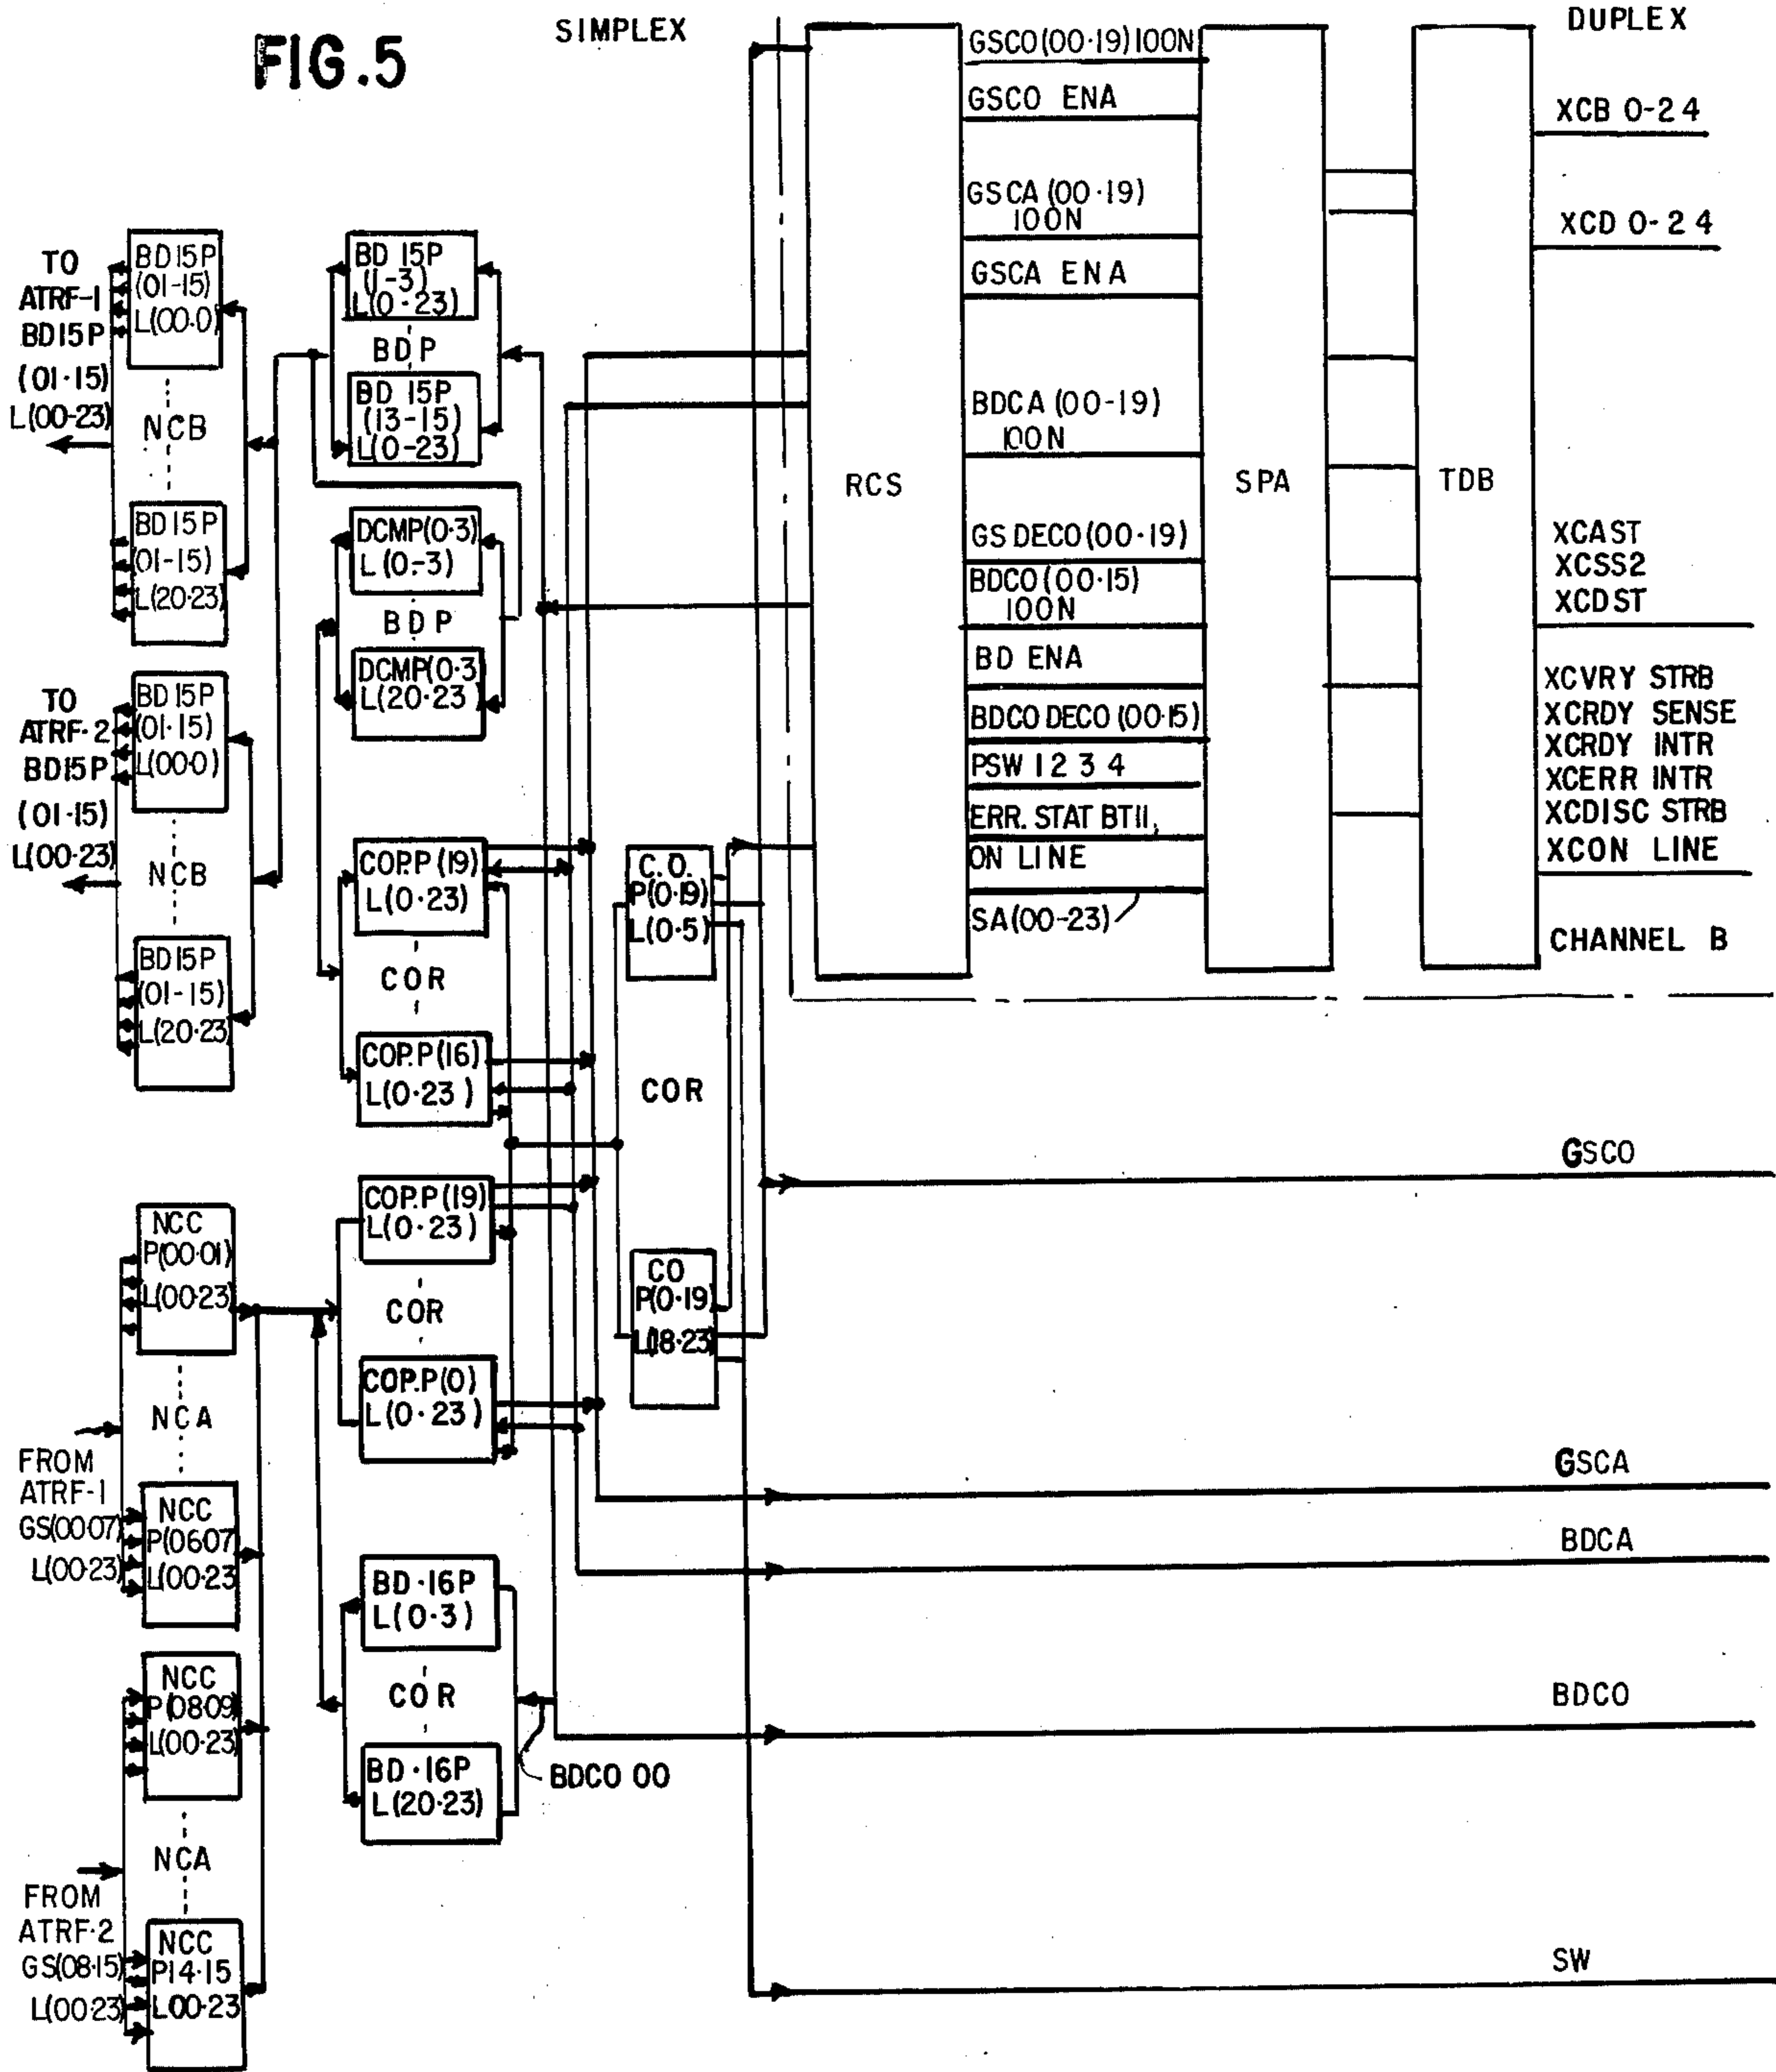 FIG.5
SIMPLEX
DUPLEX
GSCO(00·19)100N
GSCO ENA
GSCA(00·19)
100N
GSCA ENA
BDCA(00-19)
100N
GS DECO(00·19)
BDCO(00·15)
100N
BD ENA
BDCO DECO(00·15)
PSW 1 2 3 4
ERR. STAT BT11,
ON LINE
SA(00-23)
RCS
SPA
TDB
XCB 0-24
XCD 0-24
XCAST
XCSS2
XCDST
XCVRY STRB
XCRDY SENSE
XCRDY INTR
XCERR INTR
XCDISC STRB
XCON LINE
CHANNEL B
TO
ATRF-1
BD15P
(01·15)
L(00-23)
BD15P
(01-15)
L(00·0)
NCB
BD15P
(01-15)
L(20·23)
BD 15P
(1-3)
L(0·23)
BDP
BD 15P
(13-15)
L(0-23)
DCMP(0·3)
L(0-3)
BDP
DCMP(0·3)
L(20·23)
TO
ATRF·2
BD15P
(01·15)
L(00-23)
BD15P
(01·15)
L(00·0)
NCB
BD15P
(01-15)
L(20·23)
COP.P(19)
L(0·23)
COR
COP.P(16)
L(0·23)
C.O.
P(0·19)
L(0·5)
COR
CO
P(0·19)
L(18·23)
COP.P(19)
L(0·23)
COR
COP.P(0)
L(0·23)
NCC
P(00·01)
L(00·23)
NCA
FROM
ATRF-1
GS(00·07)
L(00·23)
NCC
P(0607
L(00·23
NCC
P(08·09)
L(00·23)
NCA
FROM
ATRF·2
GS(08·15)
L(00·23)
NCC
P14·15
L00·23
BD·16P
L(0·3)
COR
BD·16P
L(20·23)
BDCO 00
GSCO
GSCA
BDCA
BDCO
SW